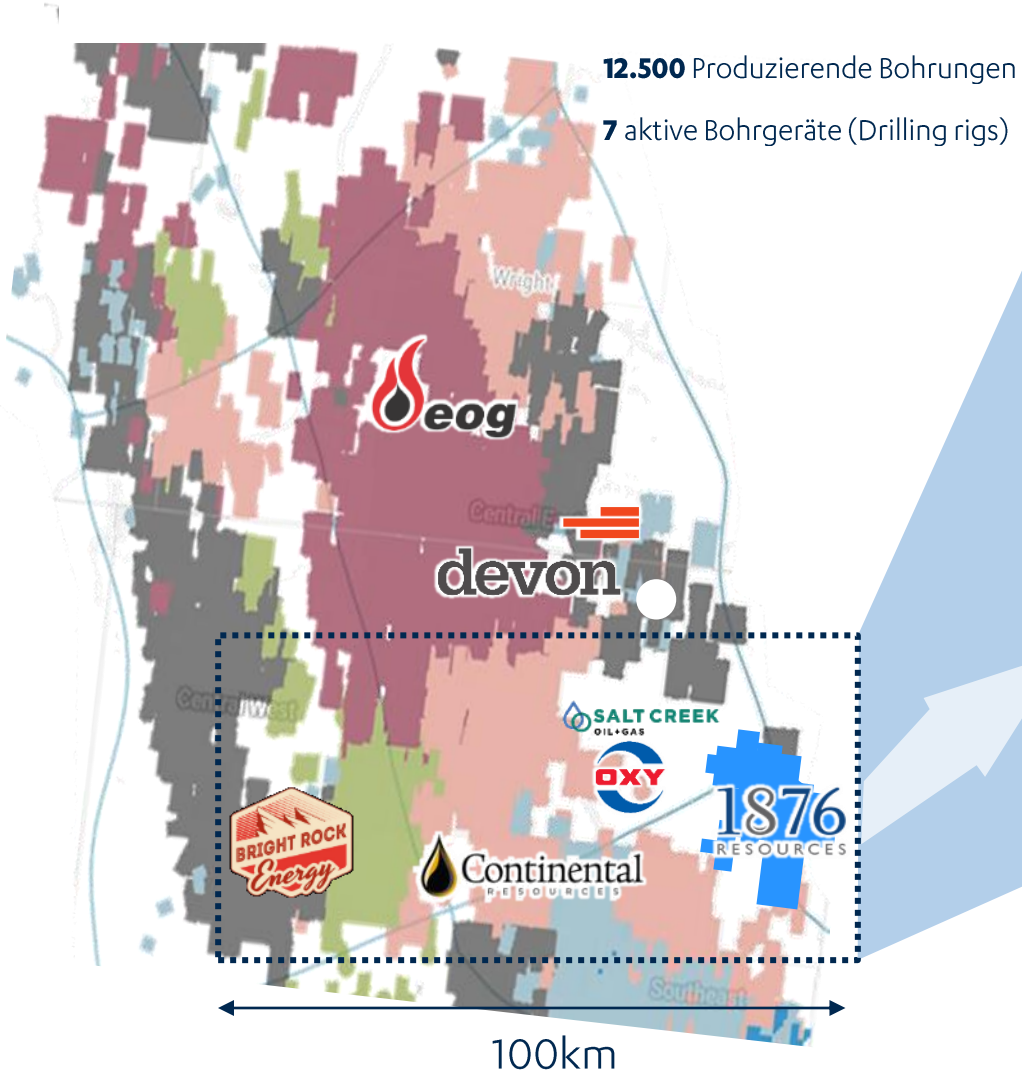 12.500 Produzierende Bohrungen
7 aktive Bohrgeräte (Drilling rigs)
Wright
eog
Central E
devon
Central West
SALT CREEK
OIL+GAS
OXY
1876
RESOURCES
BRIGHT ROCK
Energy
Continental
RESOURCES
Southeast
100km